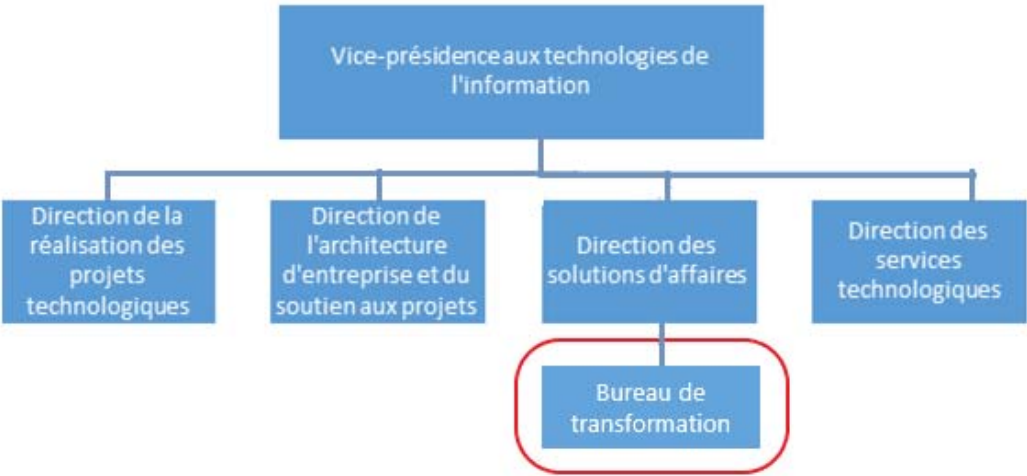 Vice-présidence aux technologies de
l'information
Direction de la
réalisation des
projets
technologiques
Direction de
l'architecture
d'entreprise et du
soutien aux projets
Direction des
solutions d'affaires
Direction des
services
technologiques
Bureau de
transformation